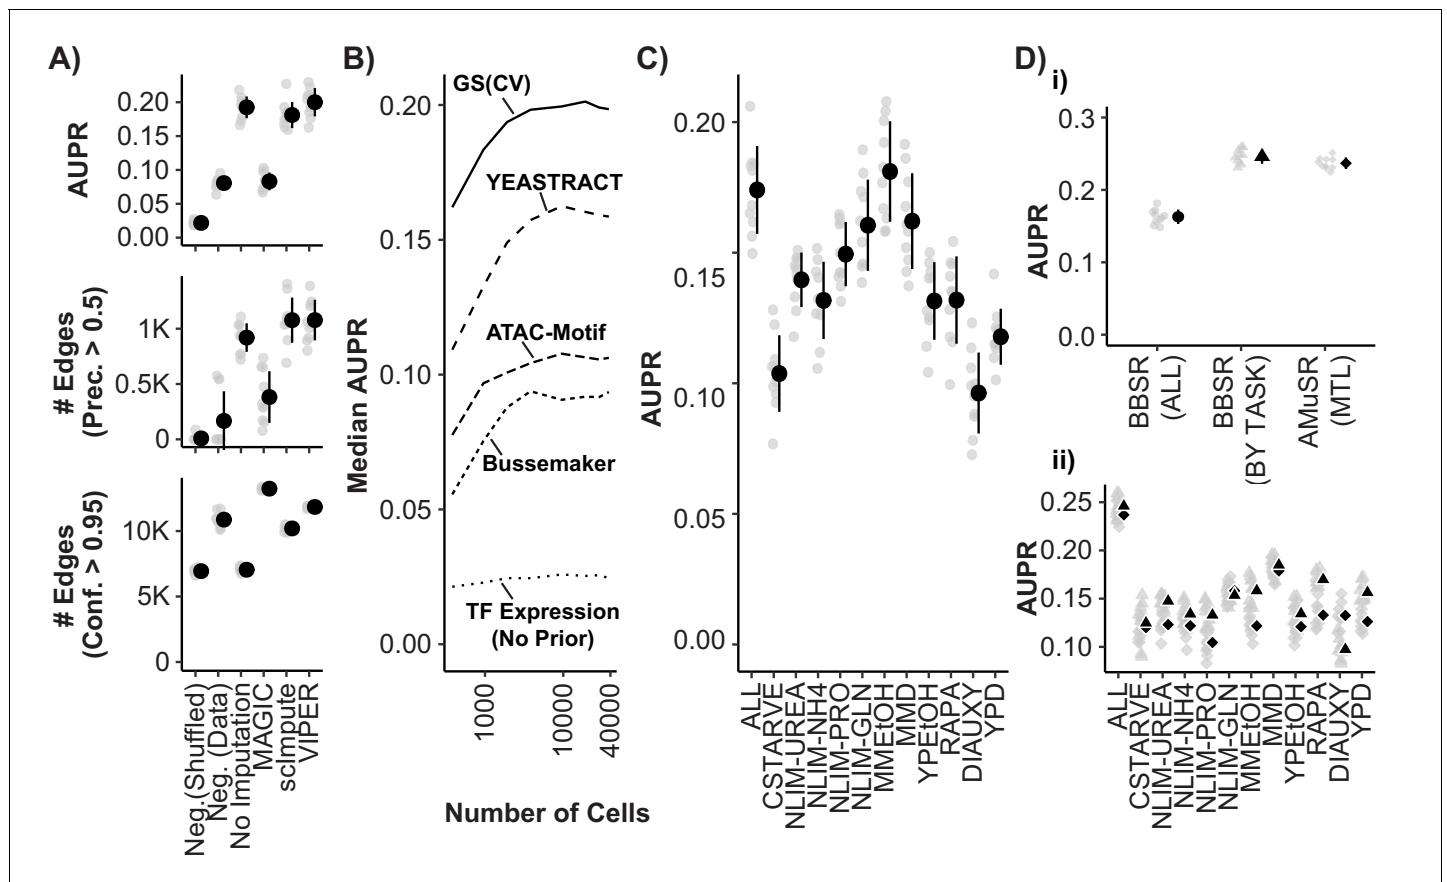 A)
AUPR
0.20
0.15
0.10
0.05
0.00
# Edges
(Prec. > 0.5)
1K
0.5K
0
# Edges
(Conf. > 0.95)
10K
5K
0
Neg.(Shuffled)
Neg. (Data)
No Imputation
MAGIC
scImpute
VIPER
B)
Median AUPR
0.20
0.15
0.10
0.05
0.00
GS(CV)
YEASTRACT
ATAC-Motif
Bussemaker
TF Expression
(No Prior)
1000
10000
40000
Number of Cells
C)
AUPR
0.20
0.15
0.10
0.05
0.00
ALL
CSTARVE
NLIM-UREA
NLIM-NH4
NLIM-PRO
NLIM-GLN
MMEtOH
MMD
YPEtOH
RAPA
DIAUXY
YPD
D)
i)
AUPR
0.3
0.2
0.1
0.0
BBSR
(ALL)
BBSR
(BY TASK)
AMuSR
(MTL)
ii)
AUPR
0.25
0.20
0.15
0.10
ALL
CSTARVE
NLIM-UREA
NLIM-NH4
NLIM-PRO
NLIM-GLN
MMEtOH
MMD
YPEtOH
RAPA
DIAUXY
YPD